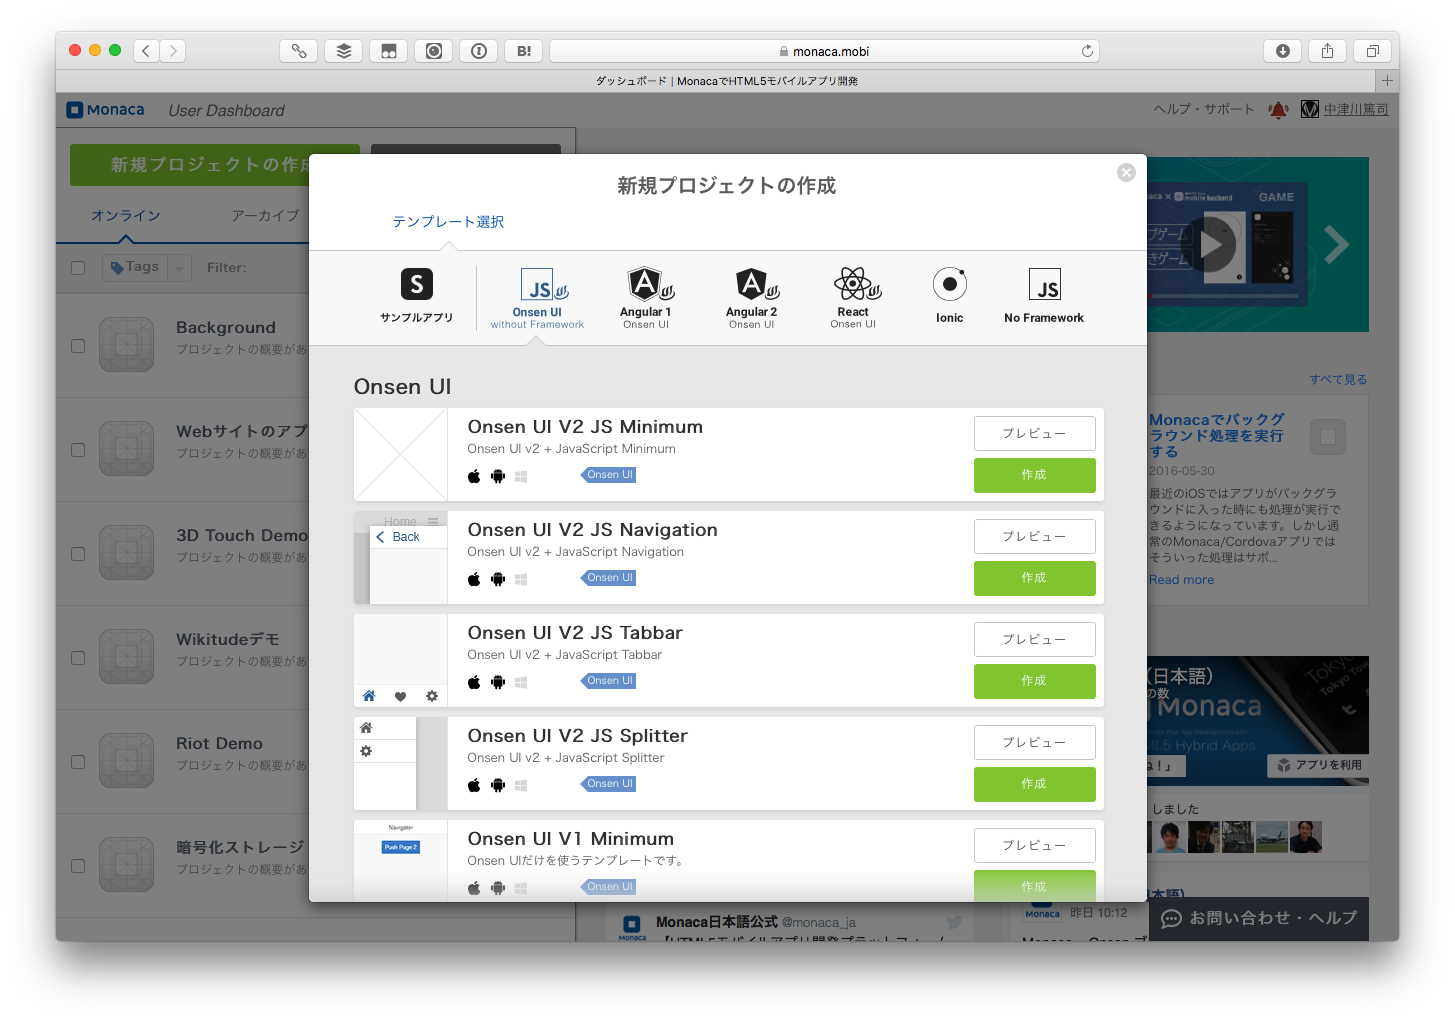 B!
monaca.mobi
ダッシュボード | MonacaでHTML5モバイルアプリ開発
Monaca
User Dashboard
ヘルプ・サポート
中津川篤司
新規プロジェクトの作
オンライン
アーカイブ
Tags
Filter:
Background
プロジェクトの概要があ
Webサイトのアプ
プロジェクトの概要があ
3D Touch Demo
プロジェクトの概要があ
Wikitudeデモ
プロジェクトの概要があ
Riot Demo
プロジェクトの概要があ
暗号化ストレージ
プロジェクトの概要があ
新規プロジェクトの作成
テンプレート選択
S
サンプルアプリ
JS
Onsen UI
without Framework
Angular 1
Onsen UI
Angular 2
Onsen UI
React
Onsen UI
Ionic
JS
No Framework
Onsen UI
Onsen UI V2 JS Minimum
Onsen UI v2 + JavaScript Minimum
Onsen UI
プレビュー
作成
Home
Back
Onsen UI V2 JS Navigation
Onsen UI v2 + JavaScript Navigation
Onsen UI
プレビュー
作成
Onsen UI V2 JS Tabbar
Onsen UI v2 + JavaScript Tabbar
Onsen UI
プレビュー
作成
Onsen UI V2 JS Splitter
Onsen UI v2 + JavaScript Splitter
Onsen UI
プレビュー
作成
Navigator
Push Page 2
Onsen UI V1 Minimum
Onsen UIだけを使うテンプレートです。
Onsen UI
プレビュー
作成
aca ×
mobile backend
GAME
プゲーム
きゲーム
すべて見る
Monacaでバックグ
ラウンド処理を実行
する
2016-05-30
最近のiOSではアプリがバックグラ
ウンドに入った時にも処理が実行で
きるようになっています。しかし通
常のMonaca/Cordovaアプリでは
そういった処理はサポ...
Read more
(日本語)
の数
Monaca
ML5 Hybrid Apps
ね！」
アプリを利用
しました
本語)
Monaca日本語公式 @monaca_ja
monaca
monaca
昨日 10:12
お問い合わせ・ヘルプ